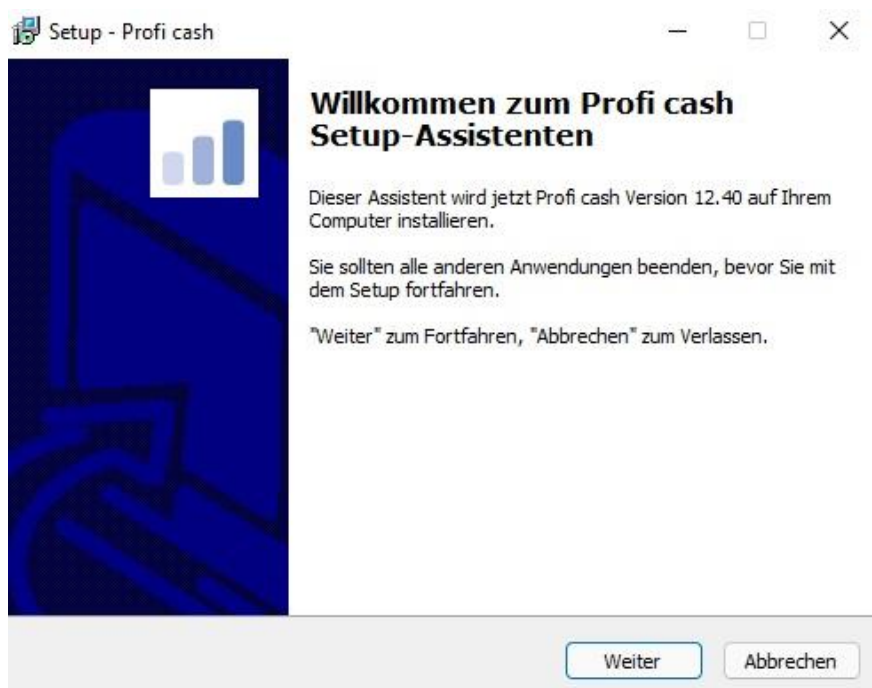 Setup - Profi cash
Willkommen zum Profi cash
Setup-Assistenten
Dieser Assistent wird jetzt Profi cash Version 12.40 auf Ihrem
Computer installieren.
Sie sollten alle anderen Anwendungen beenden, bevor Sie mit
dem Setup fortfahren.
"Weiter" zum Fortfahren, "Abbrechen" zum Verlassen.
Weiter
Abbrechen